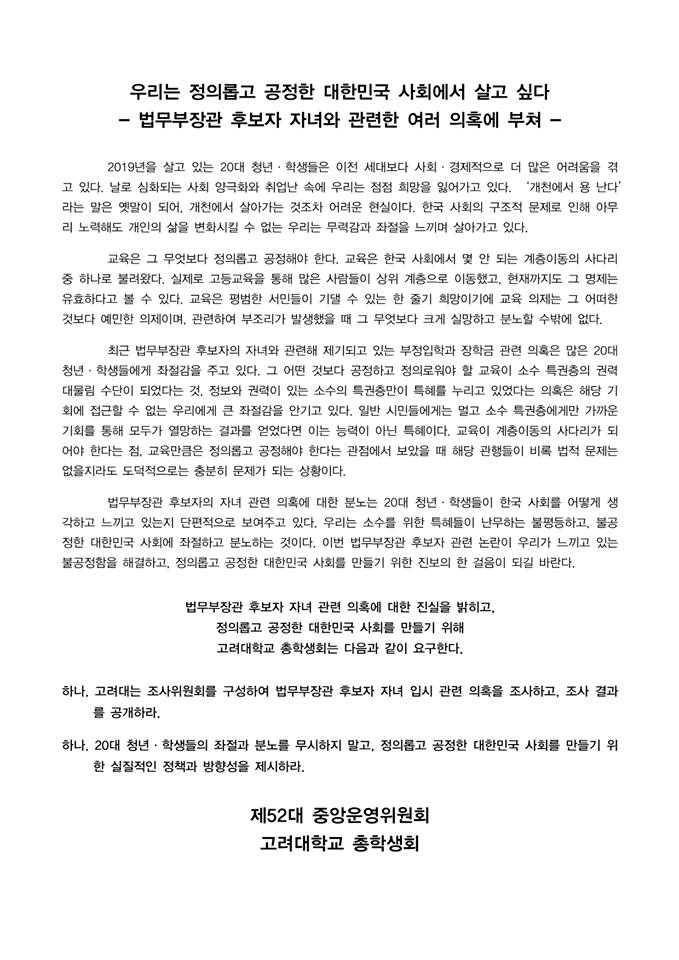 우리는 정의롭고 공정한 대한민국 사회에서 살고 싶다
– 법무부장관 후보자 자녀와 관련한 여러 의혹에 부쳐 –
2019년을 살고 있는 20대 청년 · 학생들은 이전 세대보다 사회 · 경제적으로 더 많은 어려움을 겪
고 있다. 날로 심화되는 사회 양극화와 취업난 속에 우리는 점점 희망을 잃어가고 있다. ‘개천에서 용 난다’
라는 말은 옛말이 되어, 개천에서 살아가는 것조차 어려운 현실이다. 한국 사회의 구조적 문제로 인해 아무
리 노력해도 개인의 삶을 변화시킬 수 없는 우리는 무력감과 좌절을 느끼며 살아가고 있다.
교육은 그 무엇보다 정의롭고 공정해야 한다. 교육은 한국 사회에서 몇 안 되는 계층이동의 사다리
중 하나로 불려왔다. 실제로 고등교육을 통해 많은 사람들이 상위 계층으로 이동했고, 현재까지도 그 명제는
유효하다고 볼 수 있다. 교육은 평범한 서민들이 기댈 수 있는 한 줄기 희망이기에 교육 의제는 그 어떠한
것보다 예민한 의제이며, 관련하여 부조리가 발생했을 때 그 무엇보다 크게 실망하고 분노할 수밖에 없다.
최근 법무부장관 후보자의 자녀와 관련해 제기되고 있는 부정입학과 장학금 관련 의혹은 많은 20대
청년 · 학생들에게 좌절감을 주고 있다. 그 어떤 것보다 공정하고 정의로워야 할 교육이 소수 특권층의 권력
대물림 수단이 되었다는 것, 정보와 권력이 있는 소수의 특권층만이 특혜를 누리고 있었다는 의혹은 해당 기
회에 접근할 수 없는 우리에게 큰 좌절감을 안기고 있다. 일반 시민들에게는 멀고 소수 특권층에게만 가까운
기회를 통해 모두가 열망하는 결과를 얻었다면 이는 능력이 아닌 특혜이다. 교육이 계층이동의 사다리가 되
어야 한다는 점, 교육만큼은 정의롭고 공정해야 한다는 관점에서 보았을 때 해당 관행들이 비록 법적 문제는
없을지라도 도덕적으로는 충분히 문제가 되는 상황이다.
법무부장관 후보자의 자녀 관련 의혹에 대한 분노는 20대 청년 · 학생들이 한국 사회를 어떻게 생
각하고 느끼고 있는지 단편적으로 보여주고 있다. 우리는 소수를 위한 특혜들이 난무하는 불평등하고, 불공
정한 대한민국 사회에 좌절하고 분노하는 것이다. 이번 법무부장관 후보자 관련 논란이 우리가 느끼고 있는
불공정함을 해결하고, 정의롭고 공정한 대한민국 사회를 만들기 위한 진보의 한 걸음이 되길 바란다.
법무부장관 후보자 자녀 관련 의혹에 대한 진실을 밝히고,
정의롭고 공정한 대한민국 사회를 만들기 위해
고려대학교 총학생회는 다음과 같이 요구한다.
하나. 고려대는 조사위원회를 구성하여 법무부장관 후보자 자녀 입시 관련 의혹을 조사하고, 조사 결과
를 공개하라.
하나. 20대 청년 · 학생들의 좌절과 분노를 무시하지 말고, 정의롭고 공정한 대한민국 사회를 만들기 위
한 실질적인 정책과 방향성을 제시하라.
제52대 중앙운영위원회
고려대학교 총학생회